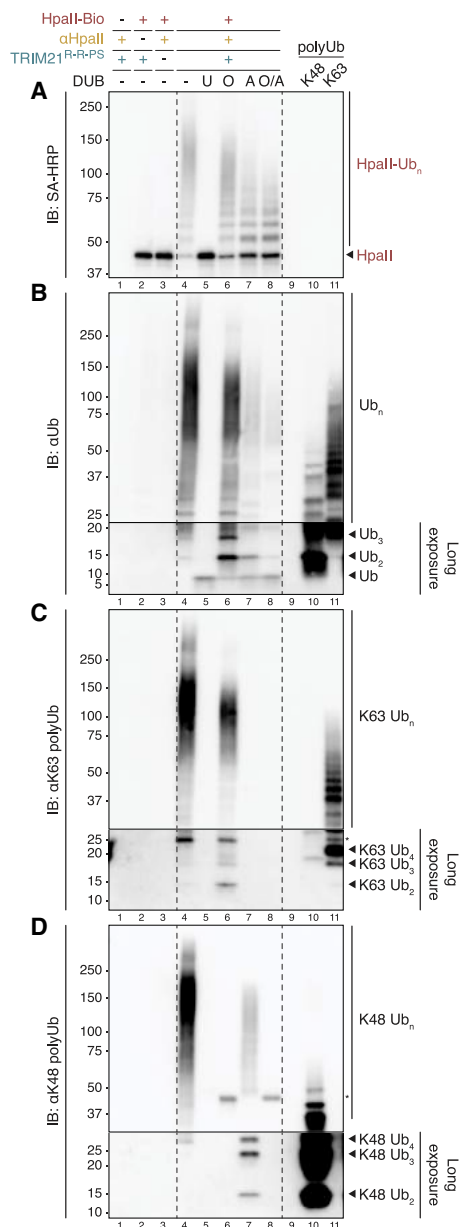 HpaII-Bio - + + +
αHpaII + - + +
TRIM21R-R-PS + + - +
polyUb
DUB - U O A O/A K48 K63
A
IB: SA-HRP
250
150
100
75
50
37
HpaII-Ubn
HpaII
1 2 3 4 5 6 7 8 9 10 11
B
IB: αUb
250
150
100
75
50
37
25
20
15
10
5
Ubn
Ub3
Ub2
Ub
Long exposure
1 2 3 4 5 6 7 8 9 10 11
C
IB: αK63 polyUb
250
150
100
75
50
37
25
20
15
10
K63 Ubn
*
K63 Ub4
K63 Ub3
K63 Ub2
Long exposure
1 2 3 4 5 6 7 8 9 10 11
D
IB: αK48 polyUb
250
150
100
75
50
37
25
20
15
10
K48 Ubn
*
K48 Ub4
K48 Ub3
K48 Ub2
Long exposure
1 2 3 4 5 6 7 8 9 10 11